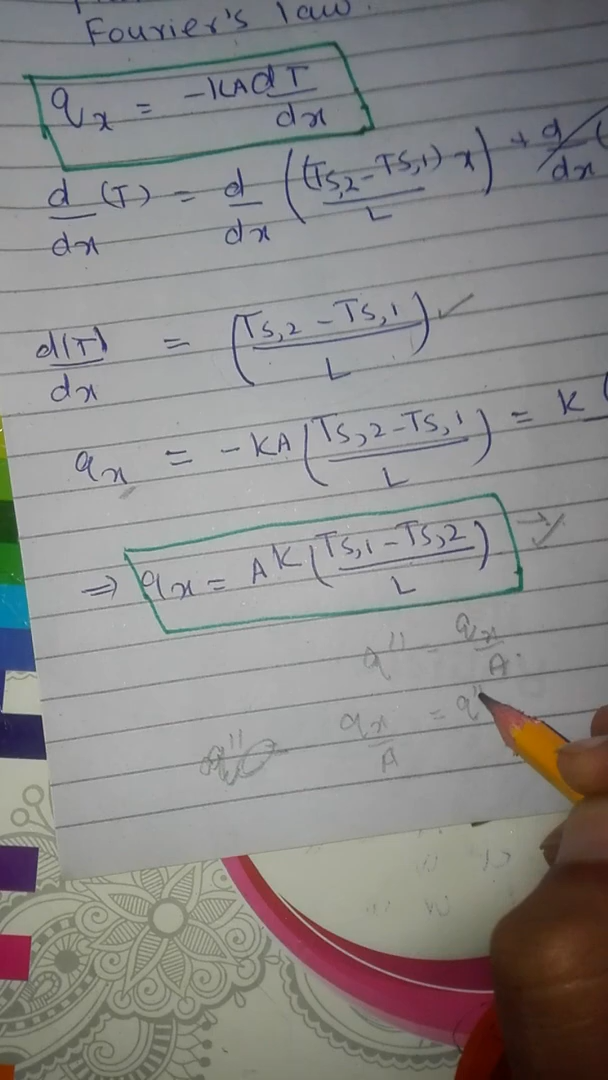 Fourier's law.
qx = -KA dT/dx
d/dx (T) = d/dx ((Ts,2 - Ts,1) x / L) + d/dx (
d(T)/dx = (Ts,2 - Ts,1 / L)
qx = -KA (Ts,2 - Ts,1 / L) = K (
⇒ qx = AK (Ts,1 - Ts,2 / L)
q" = qx/A
qx/A = q"